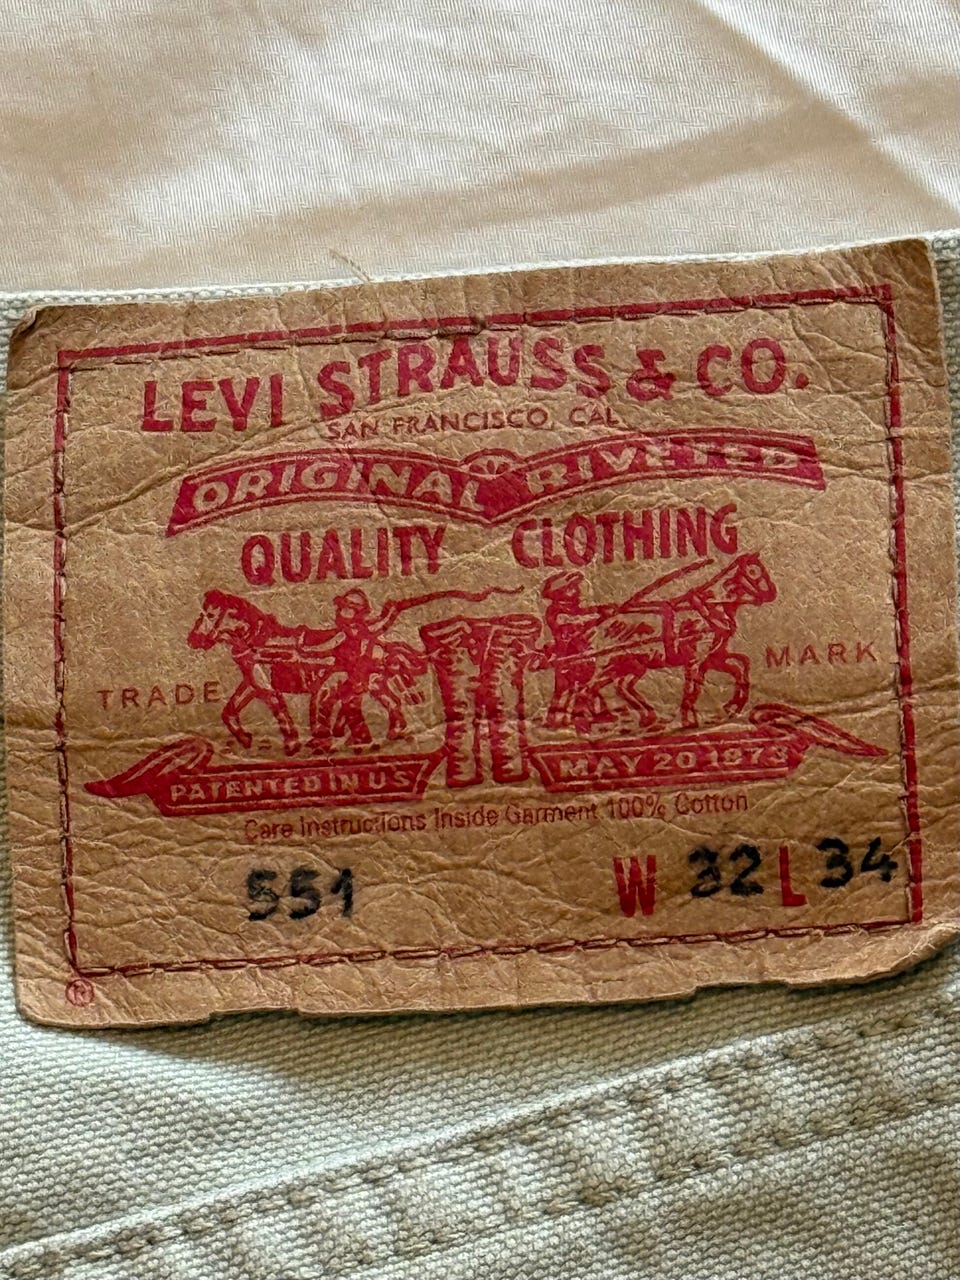 LEVI STRAUSS & CO.
SAN FRANCISCO, CAL
ORIGINAL RIVETED
QUALITY CLOTHING
TRADE MARK
PATENTED IN U S MAY 20 1873
Care Instructions Inside Garment 100% Cotton
551 W 32 L 34
®